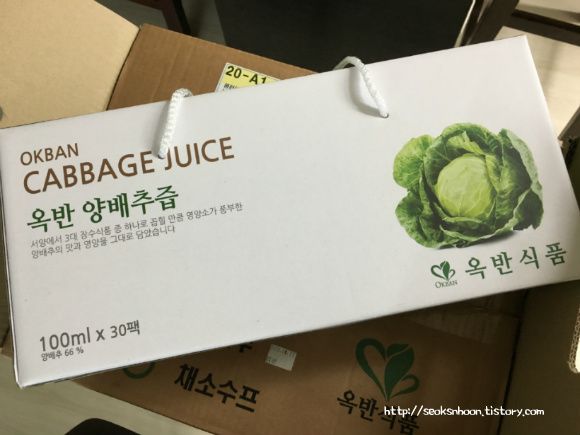 20-A1
OKBAN
CABBAGE JUICE
옥반 양배추즙
서양에서 3대 장수식품 중 하나로 꼽힐 만큼 영양소가 풍부한
양배추의 맛과 영양을 그대로 담았습니다
OKBAN
옥반식품
100ml x 30팩
양배추 66 %
채소수프
옥반식품
http://seoksnhoon.tistory.com